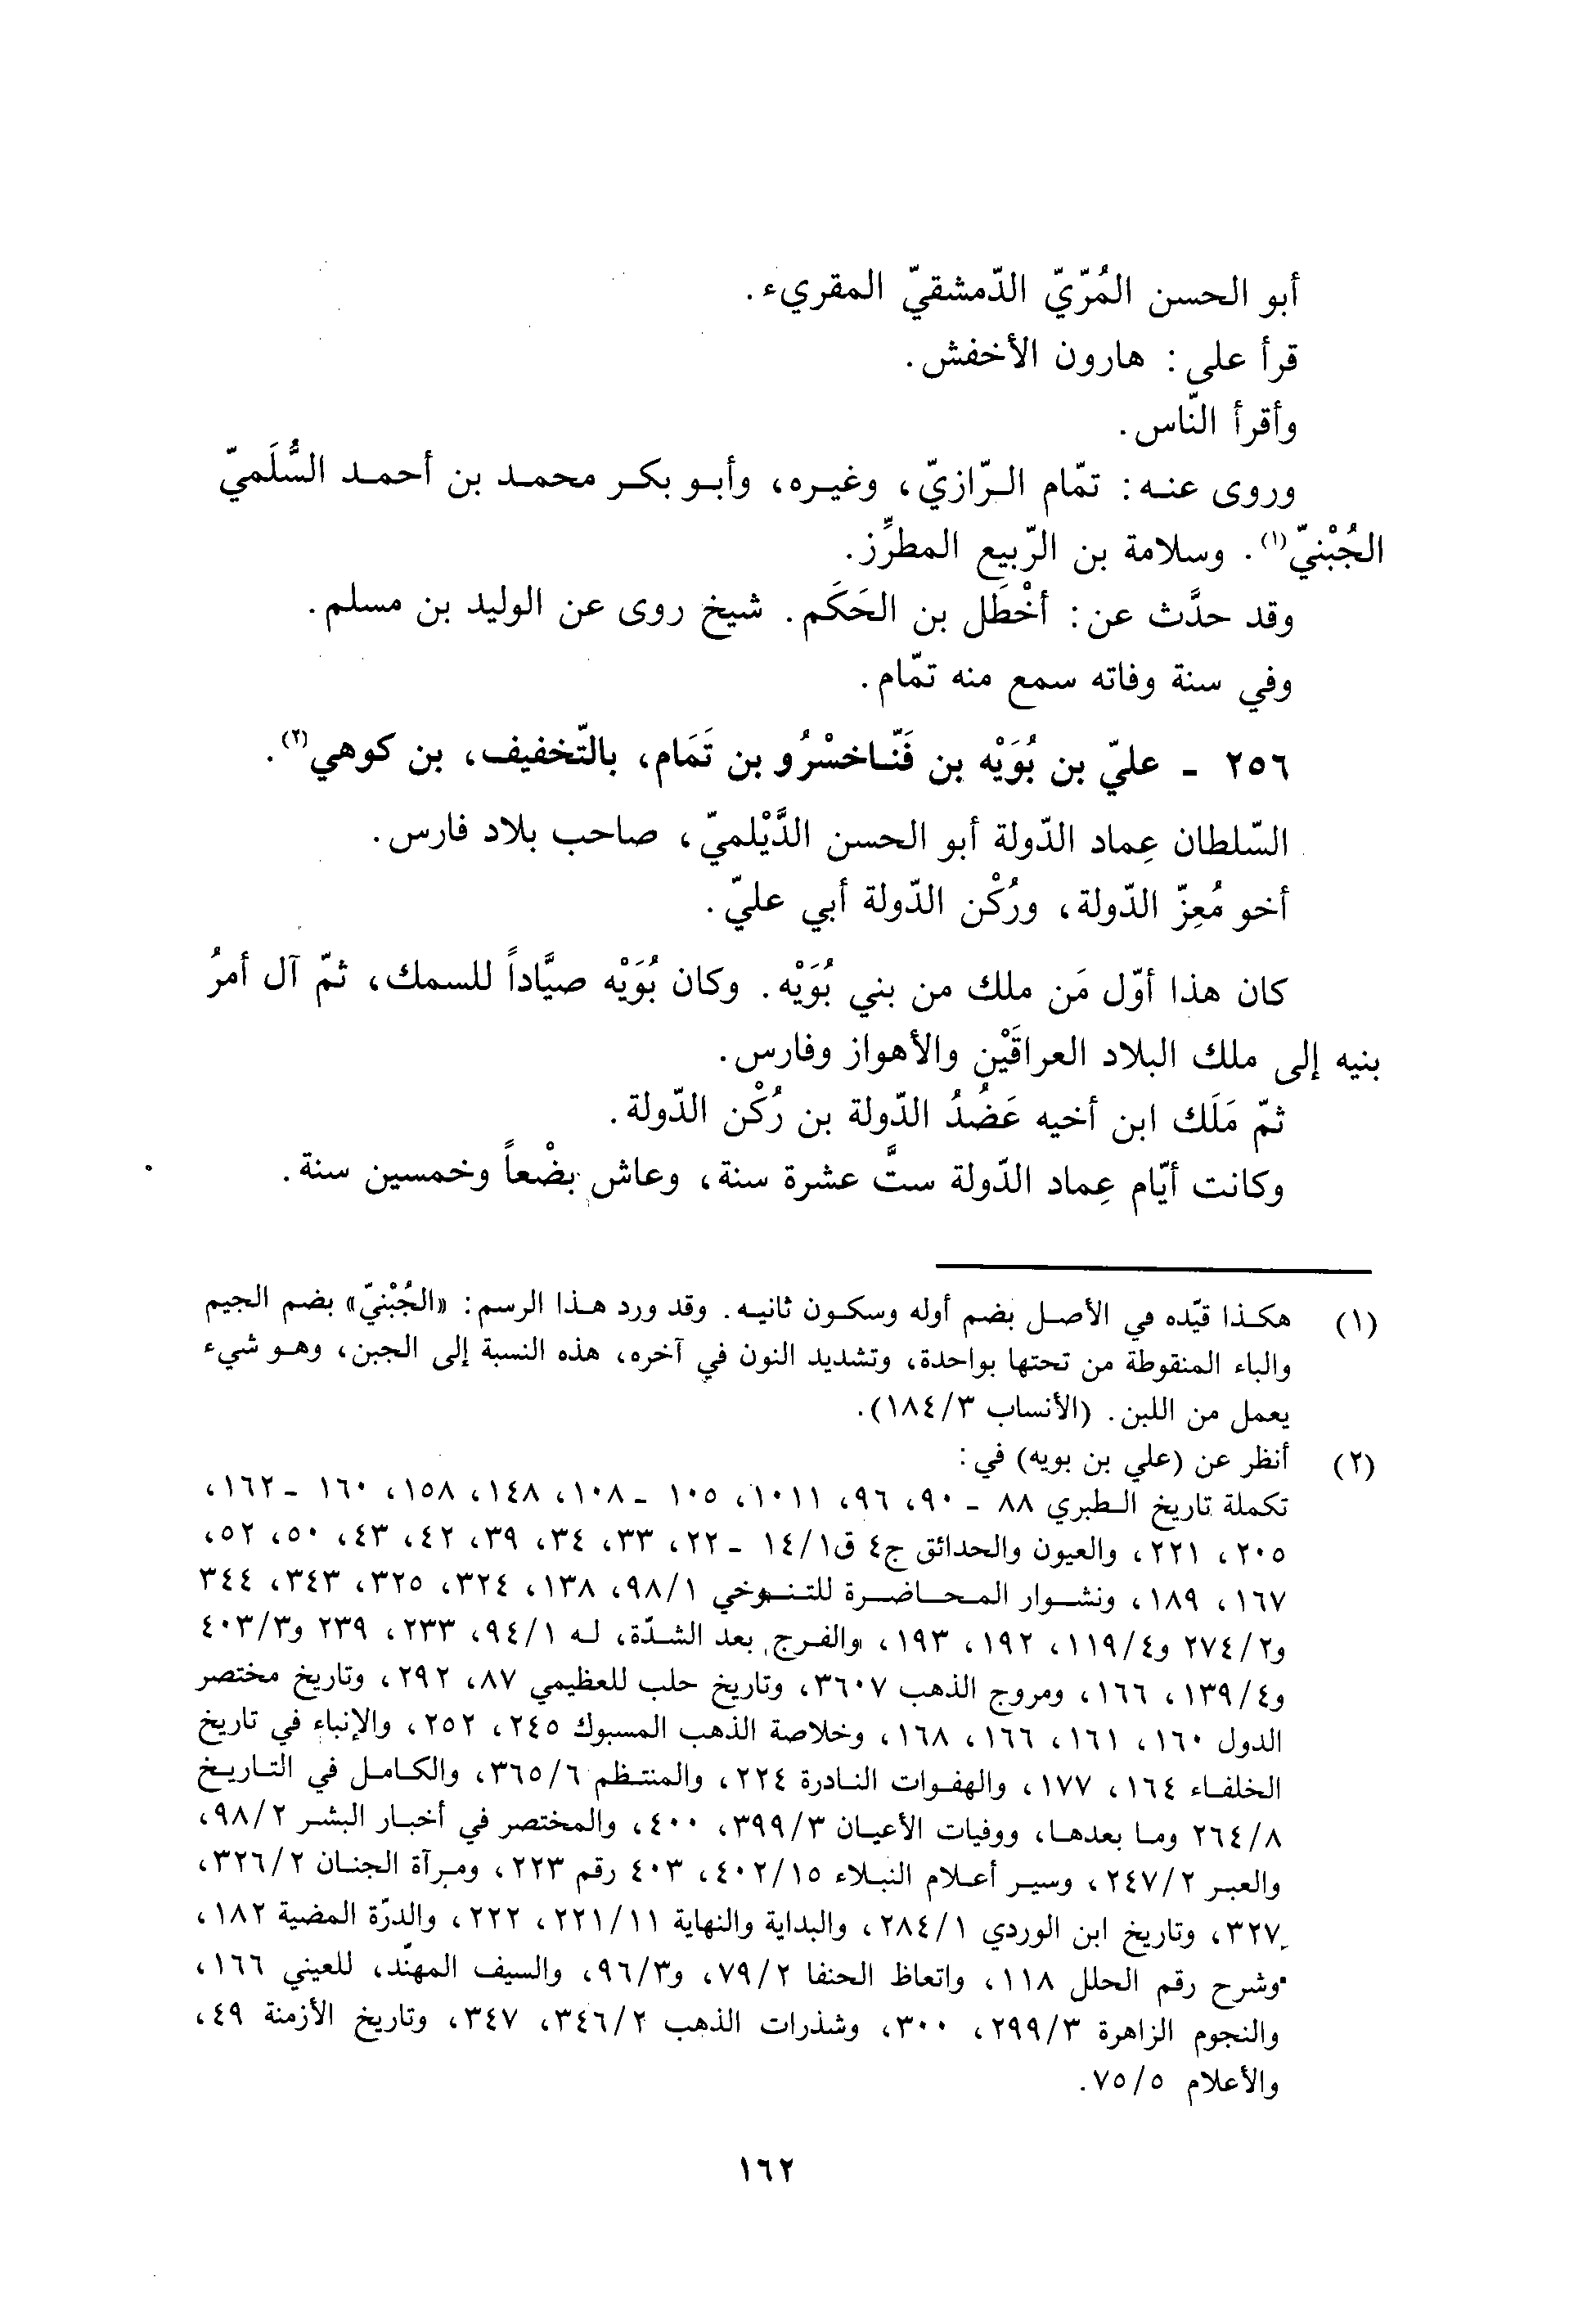 أبو الحسن المُرّيّ الدّمشقيّ المقريء.
قرأ على: هارون الأخفش.
وأقرأ النّاس.
وروى عنه: تمّام الرّازيّ، وغيره، وأبو بكر محمد بن أحمد السُّلَميّ
الجُبْنيّ(١). وسلامة بن الرّبيع المطرِّز.
وقد حدَّث عن: أخْطَل بن الحَكَم. شيخ روى عن الوليد بن مسلم.
وفي سنة وفاته سمع منه تمّام.
٢٥٦ - عليّ بن بُوَيْه بن فَنّاخسْرُو بن تَمَام، بالتّخفيف، بن كوهي(٢).
السّلطان عِماد الدّولة أبو الحسن الدَّيْلميّ، صاحب بلاد فارس.
أخو مُعِزّ الدّولة، ورُكْن الدّولة أبي عليّ.
كان هذا أوّل مَن ملك من بني بُوَيْه. وكان بُوَيْه صيَّاداً للسمك، ثمّ آل أمرُ
بنيه إلى ملك البلاد العراقَيْن والأهواز وفارس.
ثمّ مَلَك ابن أخيه عَضُدُ الدّولة بن رُكْن الدّولة.
وكانت أيّام عِماد الدّولة ستَّ عشرة سنة، وعاش بضْعاً وخمسين سنة.
(١) هكذا قيّده في الأصل بضم أوله وسكون ثانيه. وقد ورد هذا الرسم: «الجُبْنيّ» بضم الجيم
والباء المنقوطة من تحتها بواحدة، وتشديد النون في آخره، هذه النسبة إلى الجبن، وهو شيء
يعمل من اللبن. (الأنساب ١٨٤/٣).
(٢) أنظر عن (علي بن بويه) في:
تكملة تاريخ الطبري ٨٨ - ٩٠، ٩٦، ١٠١١، ١٠٥ - ١٠٨، ١٤٨، ١٥٨، ١٦٠ - ١٦٢،
٢٠٥، ٢٢١، والعيون والحدائق ج٤ ق١٤/١ - ٢٢، ٣٣، ٣٤، ٣٩، ٤٢، ٤٣، ٥٠، ٥٢،
١٦٧، ١٨٩، ونشوار المحاضرة للتنوخي ٩٨/١، ١٣٨، ٣٢٤، ٣٢٥، ٣٤٣، ٣٤٤
و٢٧٤/٢ و١١٩/٤، ١٩٢، ١٩٣، والفرج بعد الشدّة، له ٩٤/١، ٢٣٣، ٢٣٩ و٤٠٣/٣
و١٣٩/٤، ١٦٦، ومروج الذهب ٣٦٠٧، وتاريخ حلب للعظيمي ٨٧، ٢٩٢، وتاريخ مختصر
الدول ١٦٠، ١٦١، ١٦٦، ١٦٨، وخلاصة الذهب المسبوك ٢٤٥، ٢٥٢، والإنباء في تاريخ
الخلفاء ١٦٤، ١٧٧، والهفوات النادرة ٢٢٤، والمنتظم ٣٦٥/٦، والكامل في التاريخ
٢٦٤/٨ وما بعدها، ووفيات الأعيان ٣٩٩/٣، ٤٠٠، والمختصر في أخبار البشر ٩٨/٢،
والعبر ٢٤٧/٢، وسير أعلام النبلاء ٤٠٢/١٥، ٤٠٣ رقم ٢٢٣، ومرآة الجنان ٣٢٦/٢،
٣٢٧، وتاريخ ابن الوردي ٢٨٤/١، والبداية والنهاية ٢٢١/١١، ٢٢٢، والدرّة المضية ١٨٢،
وشرح رقم الحلل ١١٨، واتعاظ الحنفا ٧٩/٢، و٩٦/٣، والسيف المهنّد، للعيني ١٦٦،
والنجوم الزاهرة ٢٩٩/٣، ٣٠٠، وشذرات الذهب ٣٤٦/٢، ٣٤٧، وتاريخ الأزمنة ٤٩،
والأعلام ٧٥/٥.
١٦٢